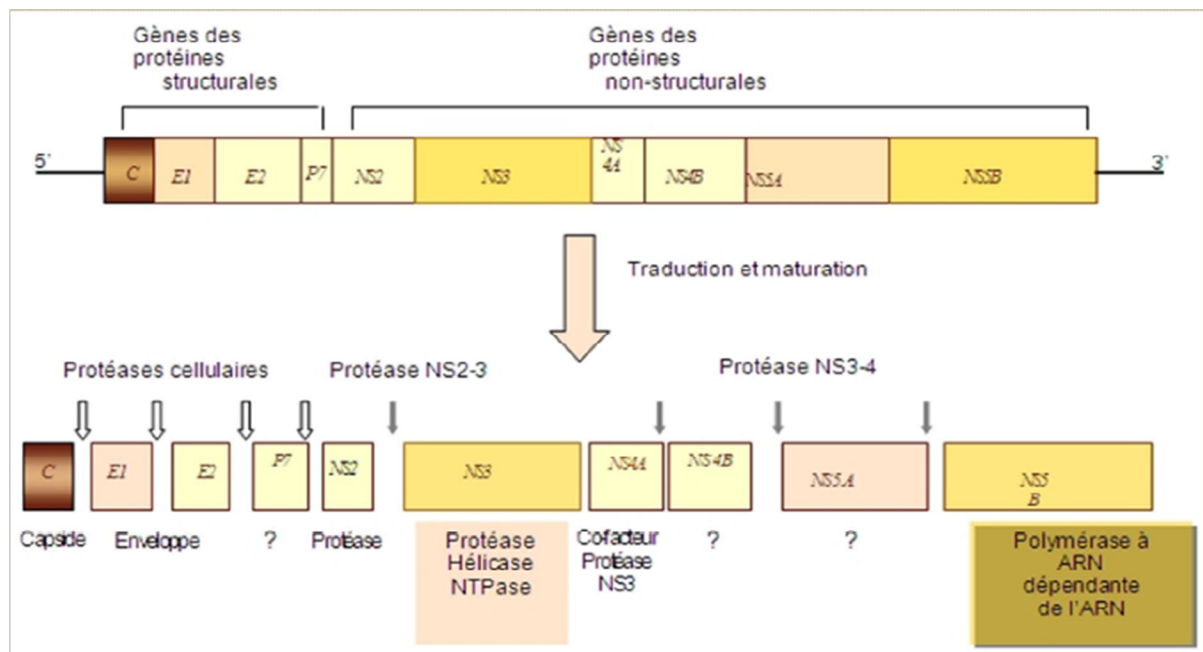 Gènes des
protéines
structurales
Gènes des
protéines
non-structurales
5'
C
E1
E2
P7
NS2
NS3
NS
4A
NS4B
NS5A
NS5B
3'
Traduction et maturation
Protéases cellulaires
Protéase NS2-3
Protéase NS3-4
C
E1
E2
P7
NS2
NS3
NS4A
NS4B
NS5A
NS5
B
Capside
Enveloppe
?
Protéase
Protéase
Hélicase
NTPase
Cofacteur
Protéase
NS3
?
?
Polymérase à
ARN
dépendante
de l'ARN